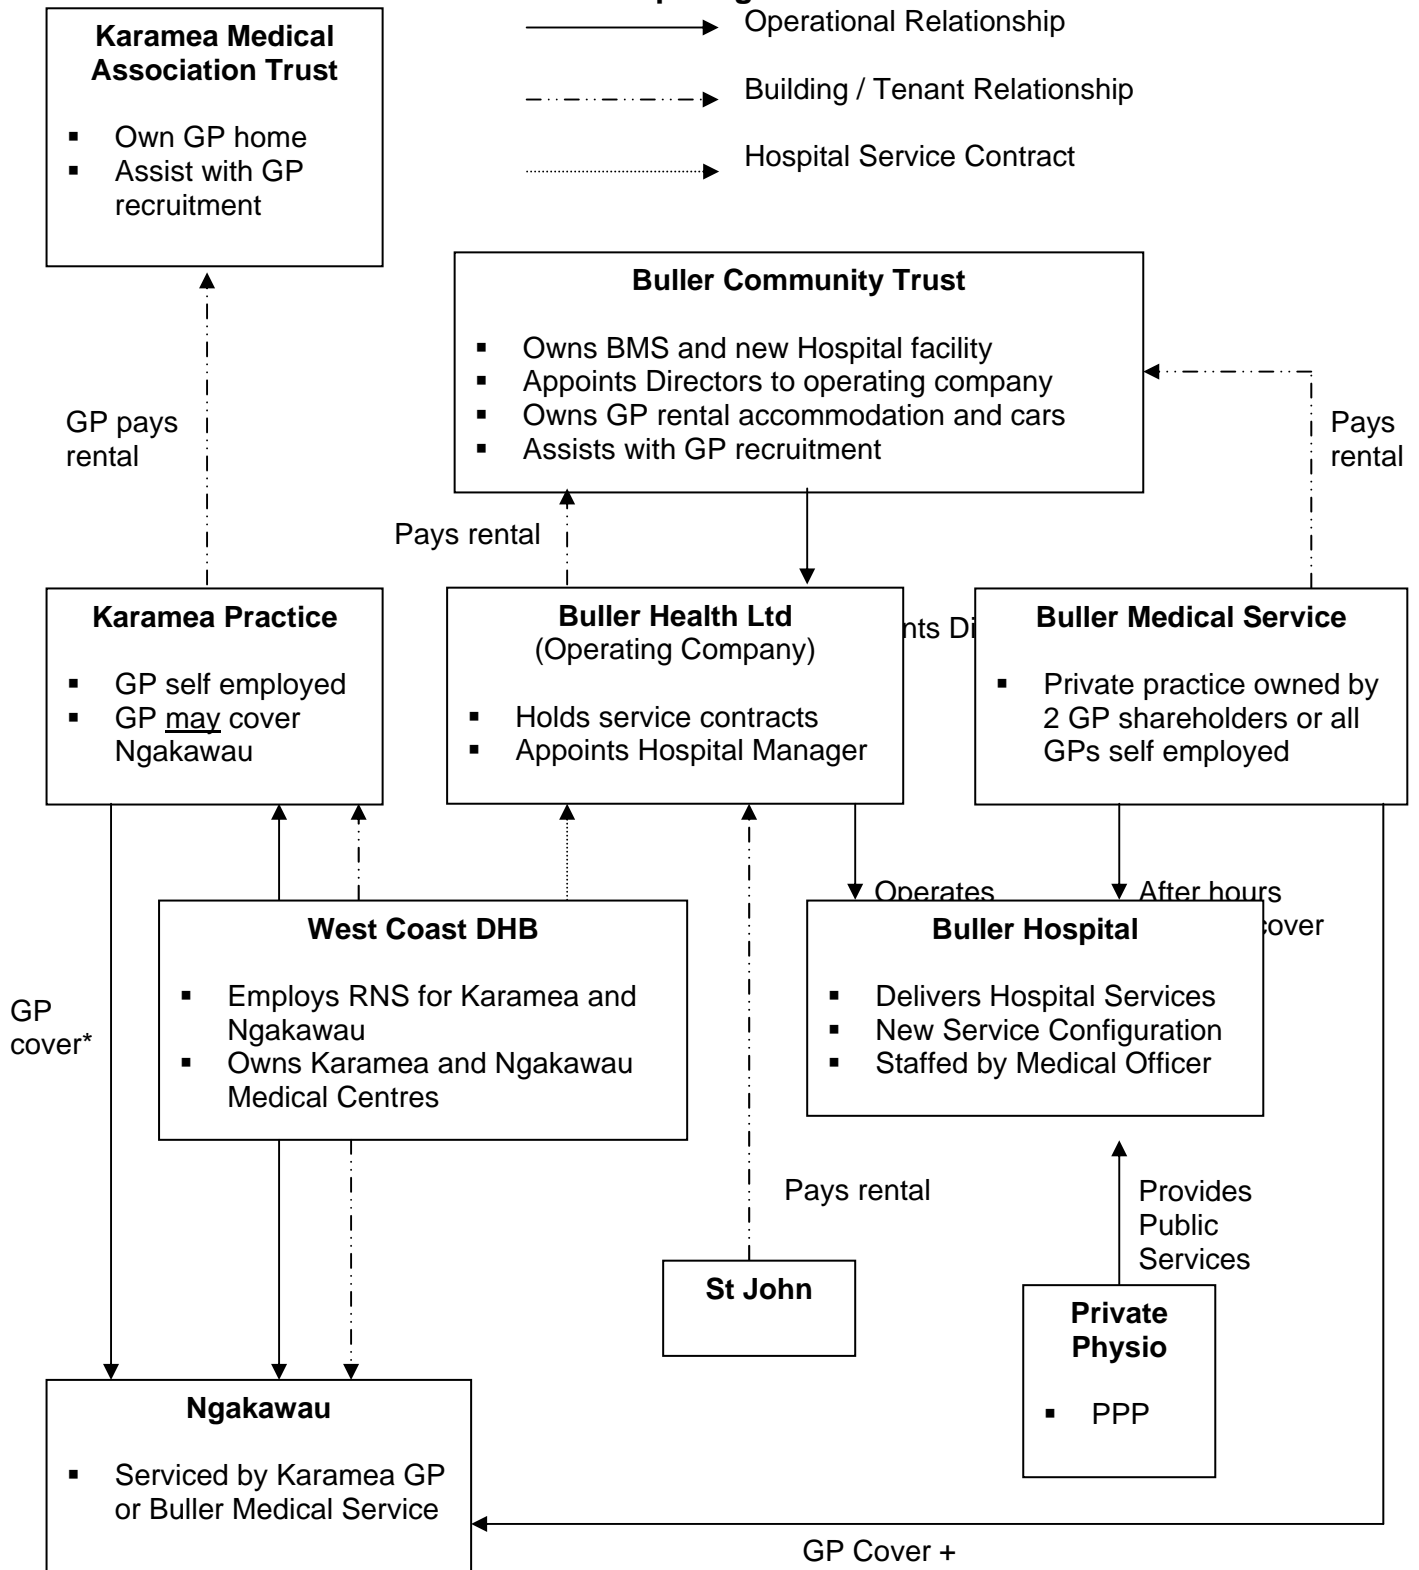 Operational Relationship
Building / Tenant Relationship
Hospital Service Contract
Karamea Medical
Association Trust
▪ Own GP home
▪ Assist with GP
recruitment
Buller Community Trust
▪ Owns BMS and new Hospital facility
▪ Appoints Directors to operating company
▪ Owns GP rental accommodation and cars
▪ Assists with GP recruitment
GP pays
rental
Pays rental
Pays
rental
Karamea Practice
▪ GP self employed
▪ GP may cover
Ngakawau
Buller Health Ltd
(Operating Company)
▪ Holds service contracts
▪ Appoints Hospital Manager
Buller Medical Service
▪ Private practice owned by
2 GP shareholders or all
GPs self employed
Operates
After hours
cover
West Coast DHB
▪ Employs RNS for Karamea and
Ngakawau
▪ Owns Karamea and Ngakawau
Medical Centres
Buller Hospital
▪ Delivers Hospital Services
▪ New Service Configuration
▪ Staffed by Medical Officer
GP
cover*
Pays rental
Provides
Public
Services
St John
Private
Physio
▪ PPP
Ngakawau
▪ Serviced by Karamea GP
or Buller Medical Service
GP Cover +